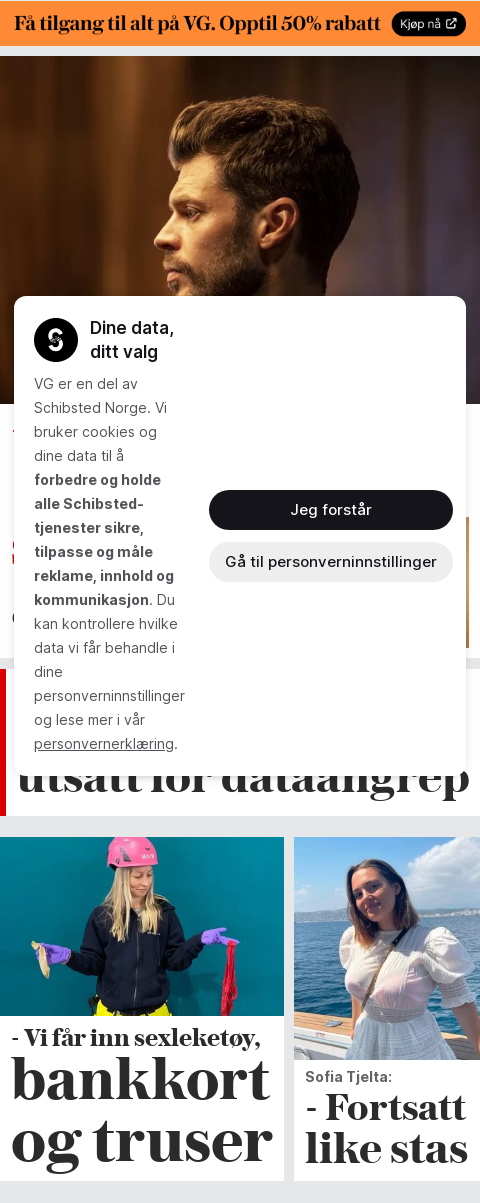 Få tilgang til alt på VG. Opptil 50% rabatt
Kjøp nå
Dine data,
ditt valg
VG er en del av
Schibsted Norge. Vi
bruker cookies og
dine data til å
forbedre og holde
alle Schibsted-
tjenester sikre,
tilpasse og måle
reklame, innhold og
kommunikasjon. Du
kan kontrollere hvilke
data vi får behandle i
dine
personverninnstillinger
og lese mer i vår
personvernerklæring.
Jeg forstår
Gå til personverninnstillinger
utsatt for dataangrep
- Vi får inn sexleketøy,
bankkort
og truser
Sofia Tjelta:
- Fortsatt
like stas